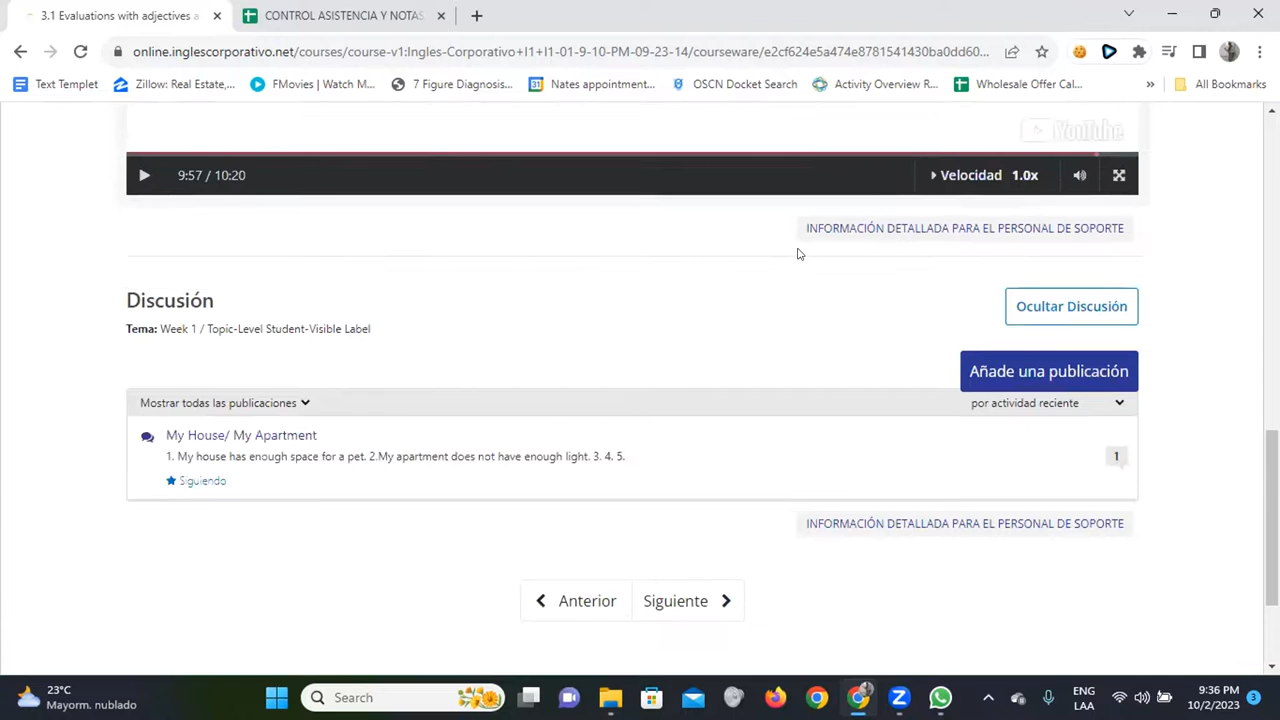 3.1 Evaluations with adjectives a
CONTROL ASISTENCIA Y NOTAS
online.inglescorporativo.net/courses/course-v1:Ingles-Corporativo+I1+I1-01-9-10-PM-09-23-14/courseware/e2cf624e5a474e8781541430ba0dd60...
Text Templet Zillow: Real Estate,... FMovies | Watch M... 7 Figure Diagnosis... 31 Nates appointment... OSCN Docket Search Activity Overview R... Wholesale Offer Cal... » All Bookmarks
YouTube
9:57 / 10:20 Velocidad 1.0x
INFORMACIÓN DETALLADA PARA EL PERSONAL DE SOPORTE
Discusión
Ocultar Discusión
Tema: Week 1 / Topic-Level Student-Visible Label
Añade una publicación
Mostrar todas las publicaciones por actividad reciente
My House/ My Apartment
1. My house has enough space for a pet. 2.My apartment does not have enough light. 3. 4. 5.
1
Siguiendo
INFORMACIÓN DETALLADA PARA EL PERSONAL DE SOPORTE
Anterior Siguiente
23°C
Mayorm. nublado
Search
ENG
LAA
9:36 PM
10/2/2023
3